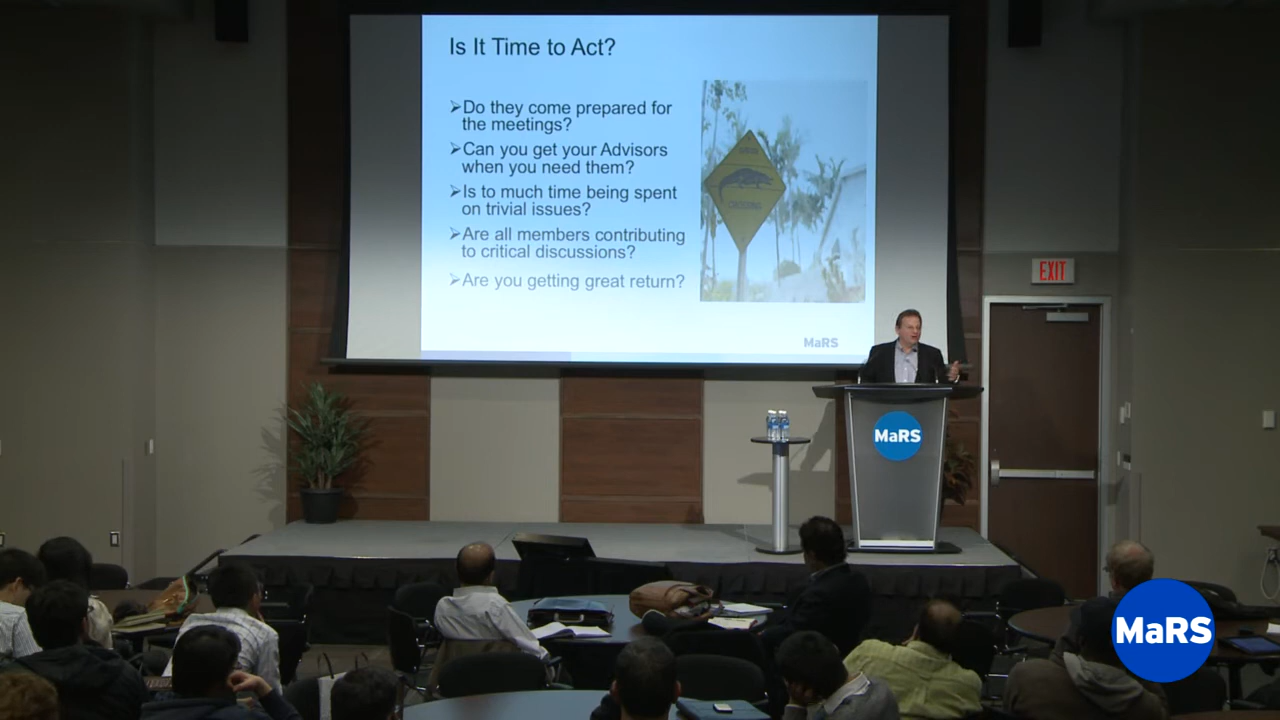 Is It Time to Act?
➢Do they come prepared for
the meetings?
➢Can you get your Advisors
when you need them?
➢Is to much time being spent
on trivial issues?
➢Are all members contributing
to critical discussions?
➢Are you getting great return?
CROSSING
MaRS
EXIT
MaRS
MaRS